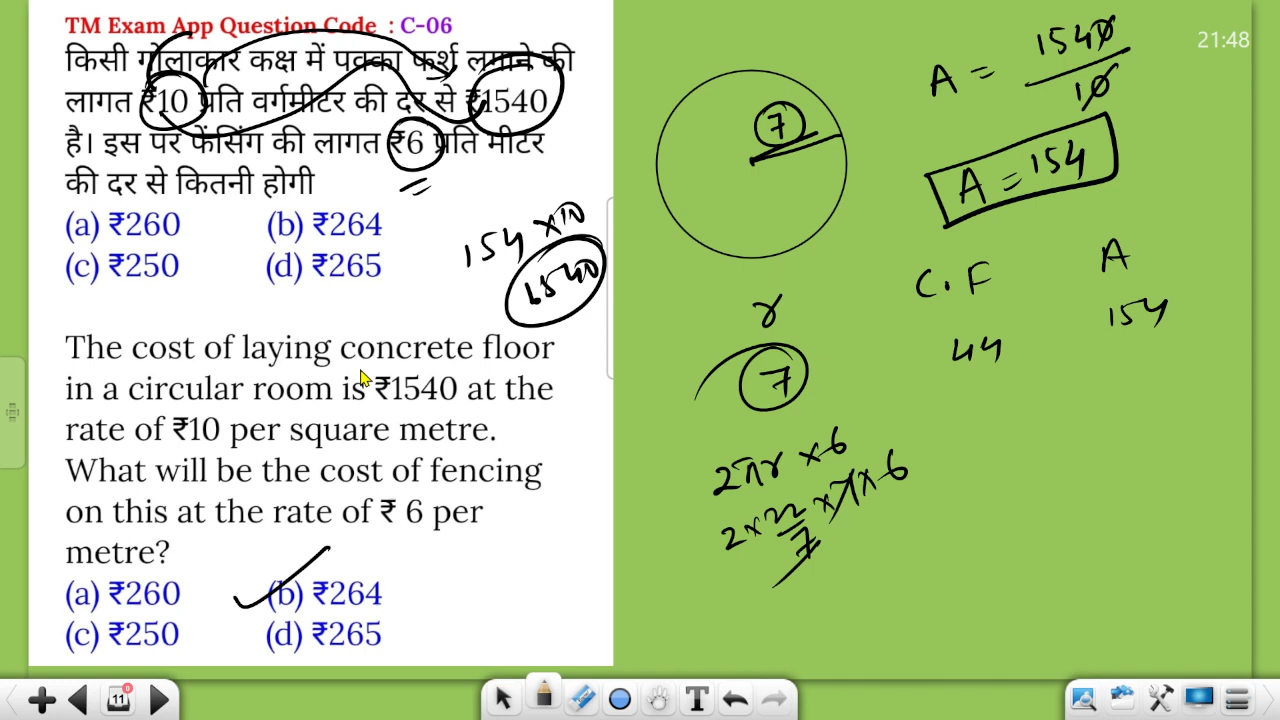 TM Exam App Question Code : C-06
किसी गोलाकार कक्ष में पक्का फर्श लगाने की
लागत ₹10 प्रति वर्गमीटर की दर से ₹1540
है। इस पर फेंसिंग की लागत ₹6 प्रति मीटर
की दर से कितनी होगी
(a) ₹260 (b) ₹264
(c) ₹250 (d) ₹265
154 × 10
1540
The cost of laying concrete floor
in a circular room is ₹1540 at the
rate of ₹10 per square metre.
What will be the cost of fencing
on this at the rate of ₹ 6 per
metre?
(a) ₹260 (b) ₹264
(c) ₹250 (d) ₹265
7
A = 1540/10
21:48
A = 154
r C.F A
7 44 154
2πr × 6
2 × 22/7 × 7 × 6
11
8
T